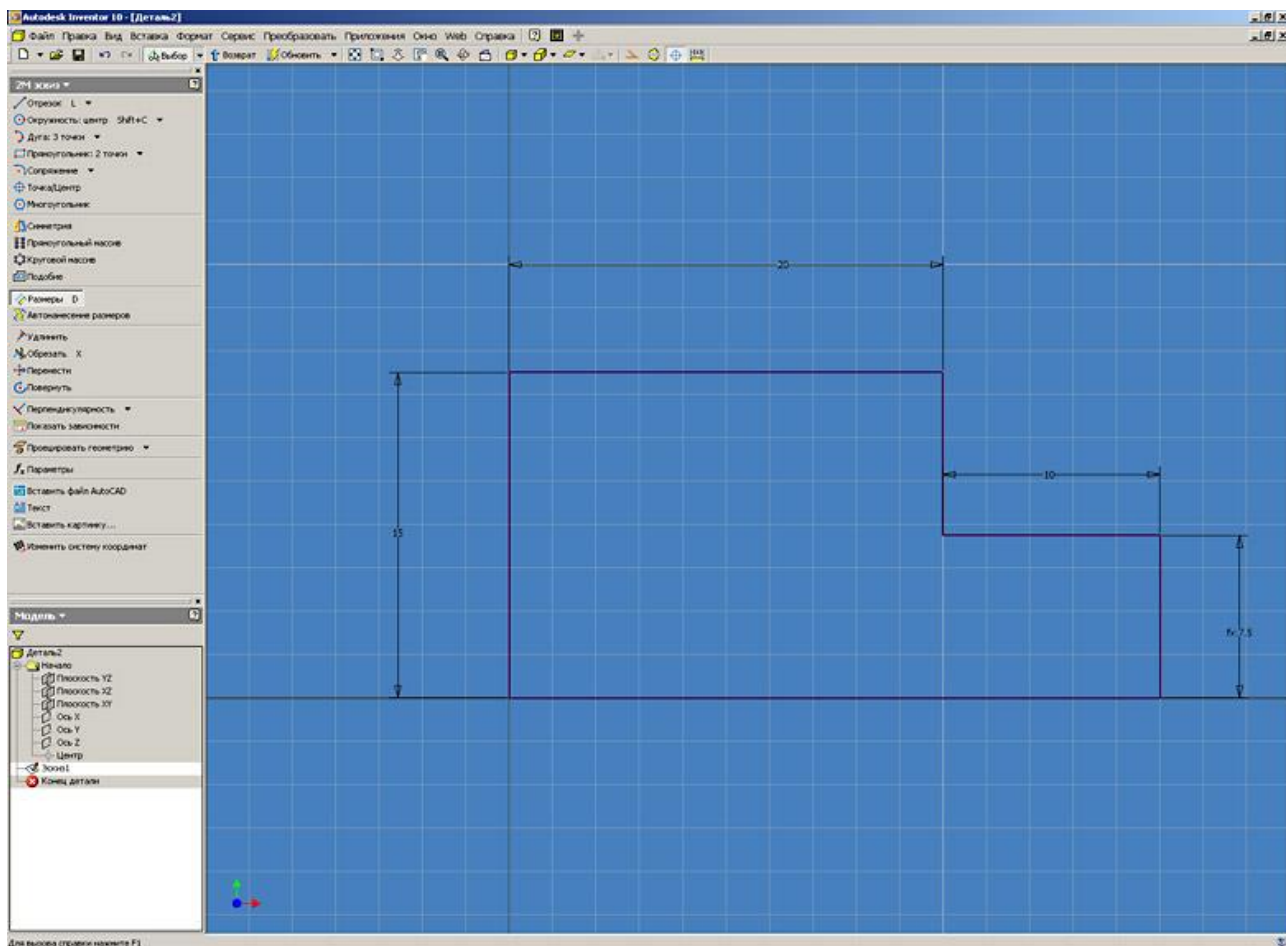 Autodesk Inventor 10 - [Деталь2]
Файл Правка Вид Вставка Формат Сервис Преобразовать Приложения Окно Web Справка
Выбор Возврат Обновить
2М эскиз
Отрезок L
Окружность: центр Shift+C
Дуга: 3 точки
Прямоугольник: 2 точки
Сопряжение
Точка/Центр
Многоугольник
Симметрия
Прямоугольный массив
Круговой массив
Подобие
Размеры D
Автонанесение размеров
Удлинить
Обрезать X
Перенести
Повернуть
Перпендикулярность
Показать зависимости
Проецировать геометрию
fx Параметры
Вставить файл AutoCAD
Текст
Вставить картинку...
Изменить систему координат
20
10
15
fx: 7.5
Модель
Деталь2
Начало
Плоскость YZ
Плоскость XZ
Плоскость XY
Ось X
Ось Y
Ось Z
Центр
Эскиз1
Конец детали
Для вызова справки нажмите F1